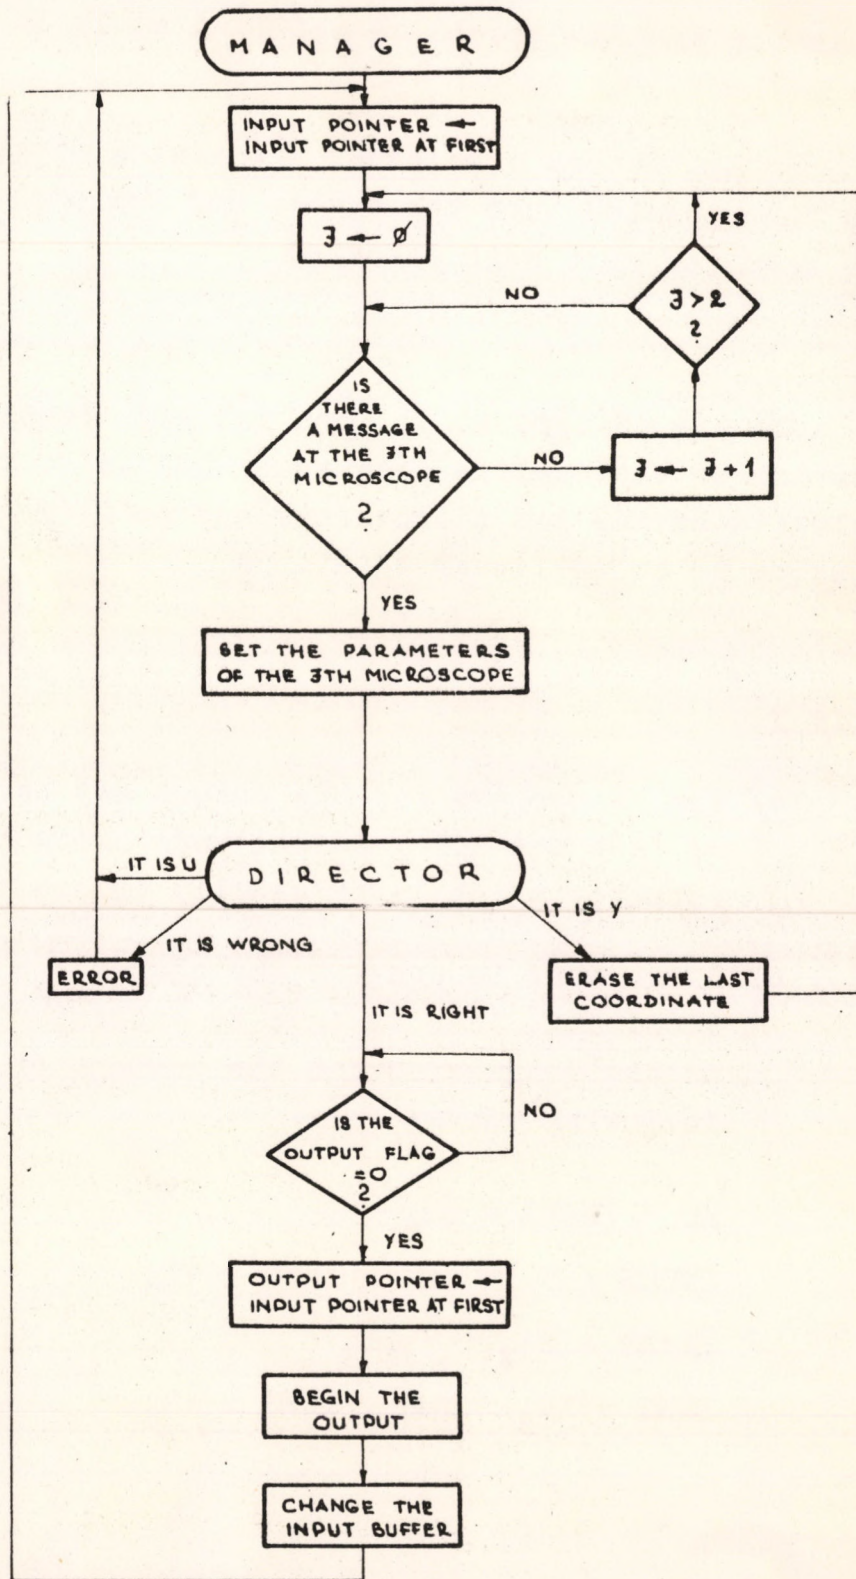 MANAGER
INPUT POINTER ←
INPUT POINTER AT FIRST
J ← Ø
YES
NO
J > 2
?
IS
THERE
A MESSAGE
AT THE JTH
MICROSCOPE
?
NO
J ← J + 1
YES
SET THE PARAMETERS
OF THE JTH MICROSCOPE
IT IS U
DIRECTOR
IT IS Y
IT IS WRONG
ERROR
ERASE THE LAST
COORDINATE
IT IS RIGHT
IS THE
OUTPUT FLAG
=0
?
NO
YES
OUTPUT POINTER ←
INPUT POINTER AT FIRST
BEGIN THE
OUTPUT
CHANGE THE
INPUT BUFFER